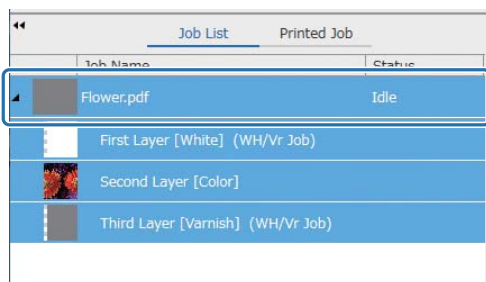 Job List Printed Job
Job Name Status
Flower.pdf Idle
First Layer [White] (WH/Vr Job)
Second Layer [Color]
Third Layer [Varnish] (WH/Vr Job)